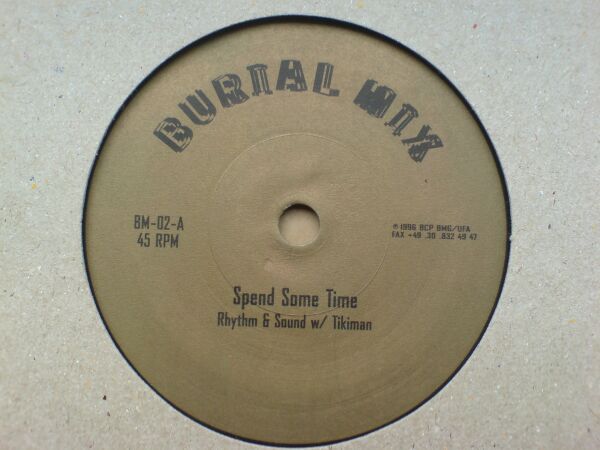 BURIAL MIX
BM-02-A
45 RPM
℗ 1996 BCP BMG/UFA
FAX +49 .30 .832 49 47
Spend Some Time
Rhythm & Sound w/ Tikiman